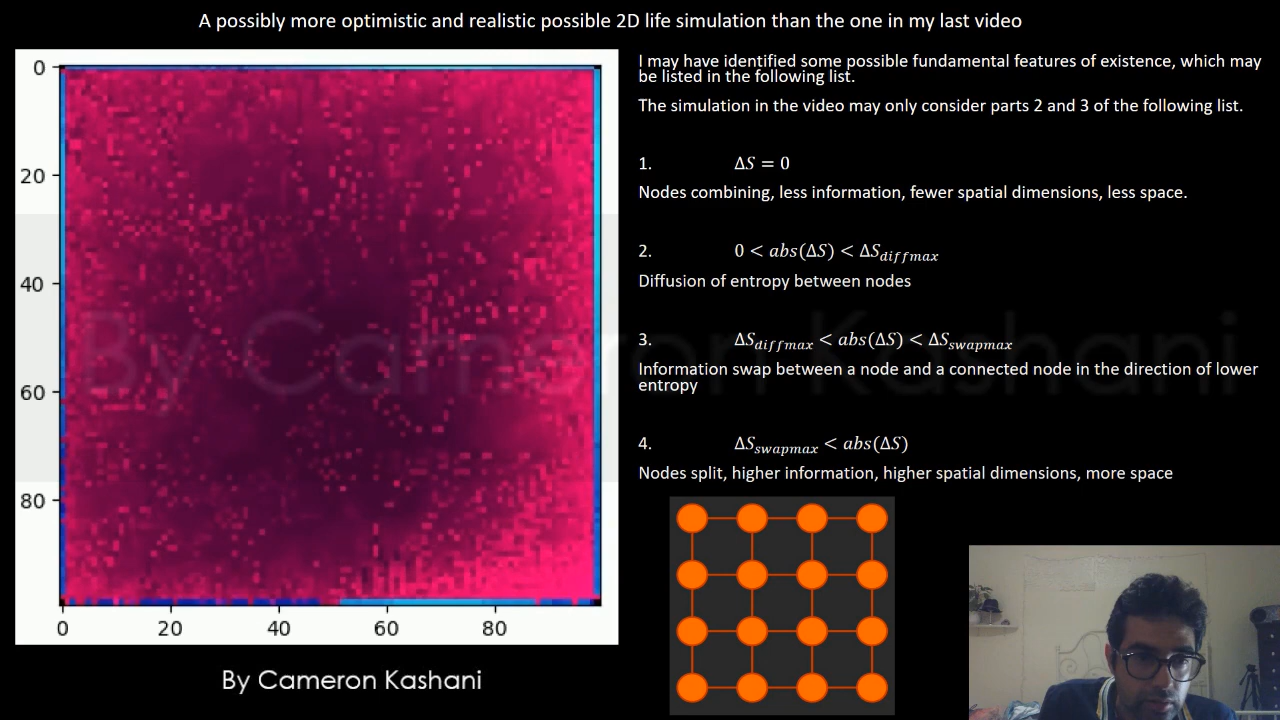 A possibly more optimistic and realistic possible 2D life simulation than the one in my last video
0
20
40
60
80
0
20
40
60
80
By Cameron Kashani
By Cameron Kashani
I may have identified some possible fundamental features of existence, which may
be listed in the following list.
The simulation in the video may only consider parts 2 and 3 of the following list.
1. ΔS = 0
Nodes combining, less information, fewer spatial dimensions, less space.
2. 0 < abs(ΔS) < ΔS_diffmax
Diffusion of entropy between nodes
3. ΔS_diffmax < abs(ΔS) < ΔS_swapmax
Information swap between a node and a connected node in the direction of lower
entropy
4. ΔS_swapmax < abs(ΔS)
Nodes split, higher information, higher spatial dimensions, more space